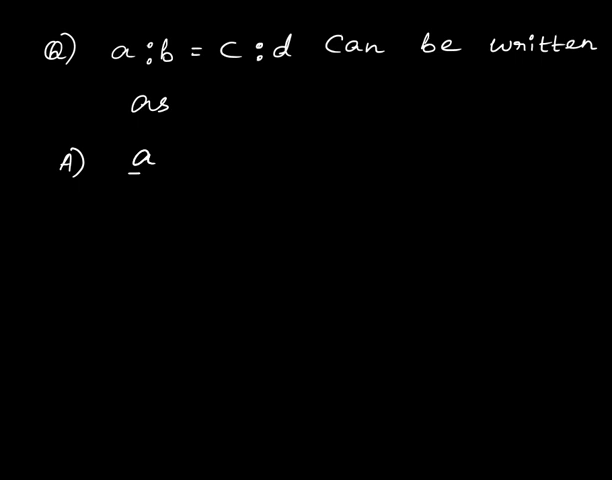 Q) a:b = c:d Can be written
as
A) a